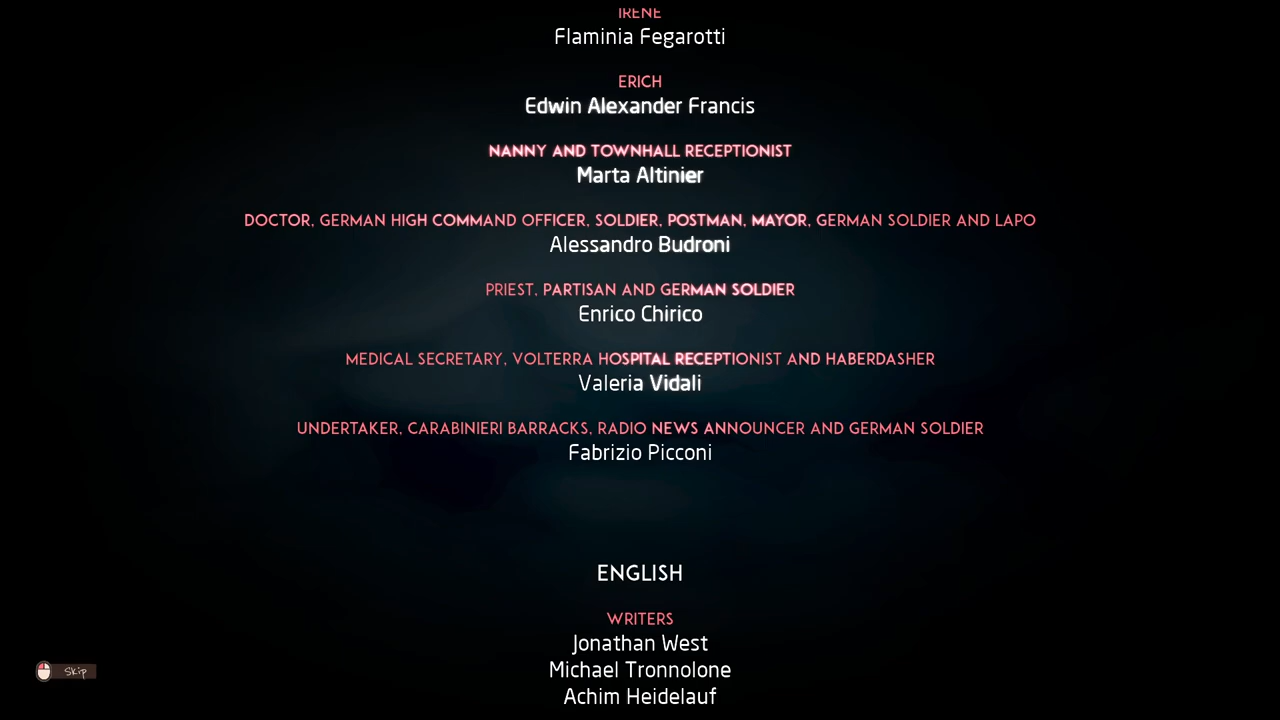 IRENE
Flaminia Fegarotti
ERICH
Edwin Alexander Francis
NANNY AND TOWNHALL RECEPTIONIST
Marta Altinier
DOCTOR, GERMAN HIGH COMMAND OFFICER, SOLDIER, POSTMAN, MAYOR, GERMAN SOLDIER AND LAPO
Alessandro Budroni
PRIEST, PARTISAN AND GERMAN SOLDIER
Enrico Chirico
MEDICAL SECRETARY, VOLTERRA HOSPITAL RECEPTIONIST AND HABERDASHER
Valeria Vidali
UNDERTAKER, CARABINIERI BARRACKS, RADIO NEWS ANNOUNCER AND GERMAN SOLDIER
Fabrizio Picconi
ENGLISH
WRITERS
Jonathan West
Michael Tronnolone
Achim Heidelauf
Skip